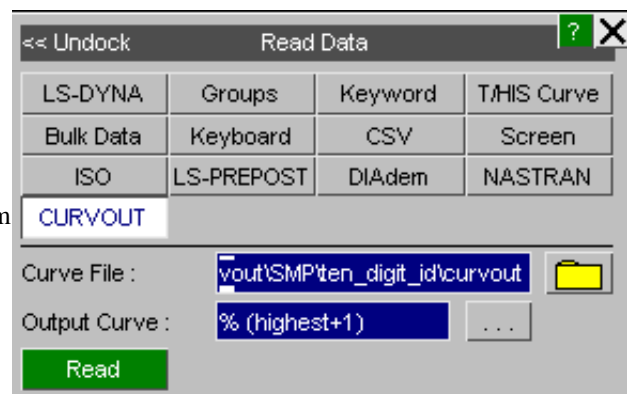 << Undock Read Data ? X
LS-DYNA Groups Keyword T/HIS Curve
Bulk Data Keyboard CSV Screen
ISO LS-PREPOST DIAdem NASTRAN
CURVOUT
Curve File : vout\SMP\ten_digit_id\curvout
Output Curve : % (highest+1) ...
Read